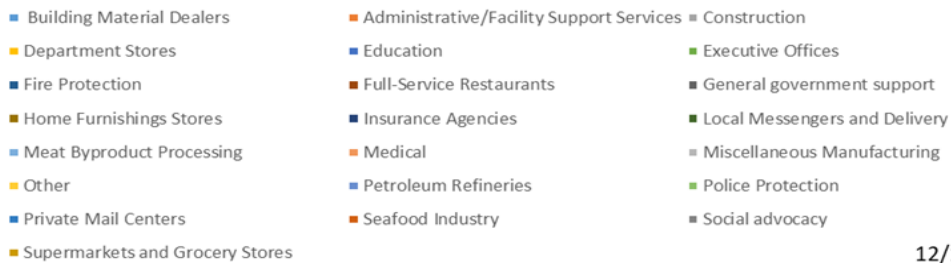 Building Material Dealers Administrative/Facility Support Services Construction
Department Stores Education Executive Offices
Fire Protection Full-Service Restaurants General government support
Home Furnishings Stores Insurance Agencies Local Messengers and Delivery
Meat Byproduct Processing Medical Miscellaneous Manufacturing
Other Petroleum Refineries Police Protection
Private Mail Centers Seafood Industry Social advocacy
Supermarkets and Grocery Stores 12/